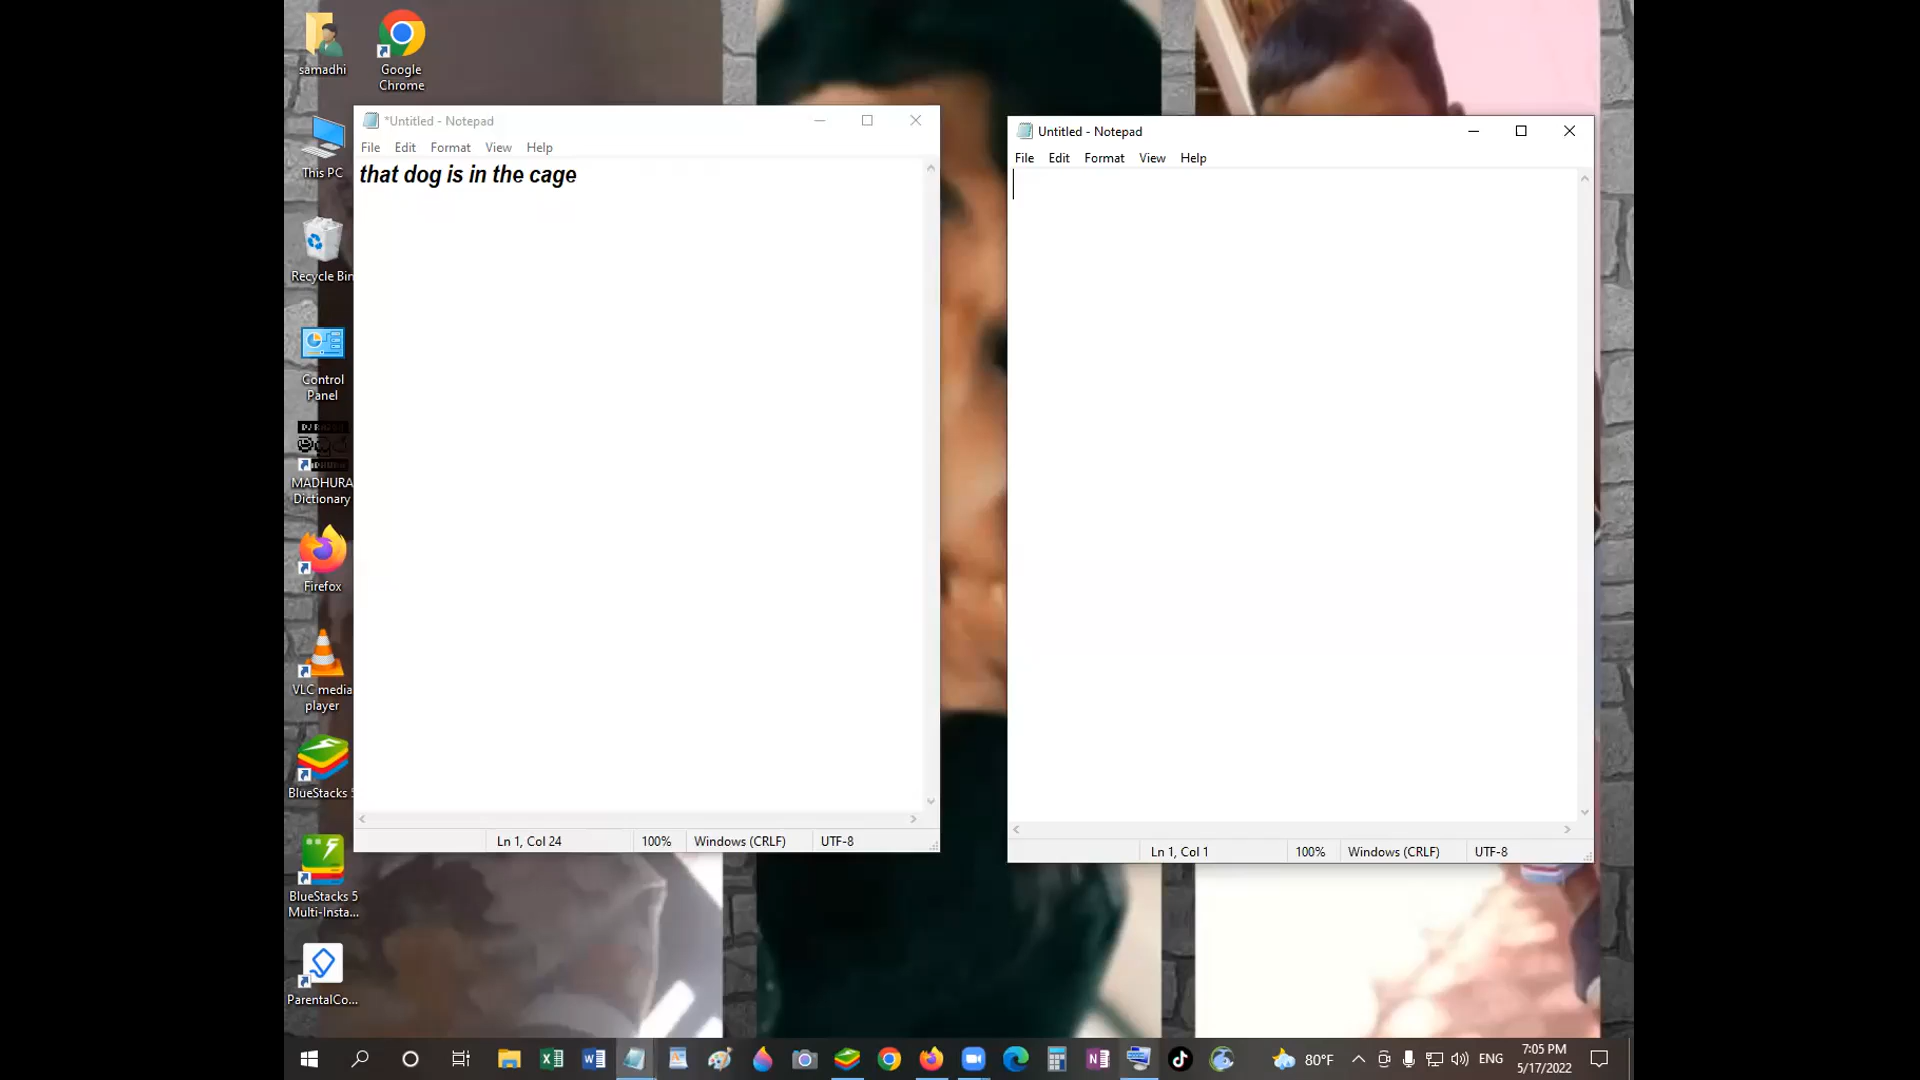 samadhi
Google
Chrome
This PC
Recycle Bin
Control
Panel
MADHURA
Dictionary
Firefox
VLC media
player
BlueStacks 5
BlueStacks 5
Multi-Insta...
ParentalCo...
*Untitled - Notepad
File Edit Format View Help
that dog is in the cage
Ln 1, Col 24 100% Windows (CRLF) UTF-8
Untitled - Notepad
File Edit Format View Help
Ln 1, Col 1 100% Windows (CRLF) UTF-8
80°F ENG
7:05 PM
5/17/2022